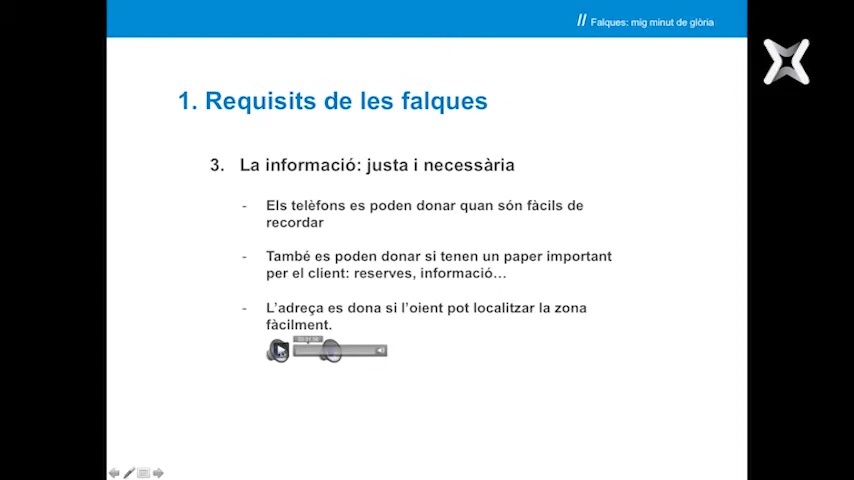 // Falques: mig minut de glòria
1. Requisits de les falques
3. La informació: justa i necessària
- Els telèfons es poden donar quan són fàcils de
recordar
- També es poden donar si tenen un paper important
per el client: reserves, informació…
- L’adreça es dona si l’oient pot localitzar la zona
fàcilment.